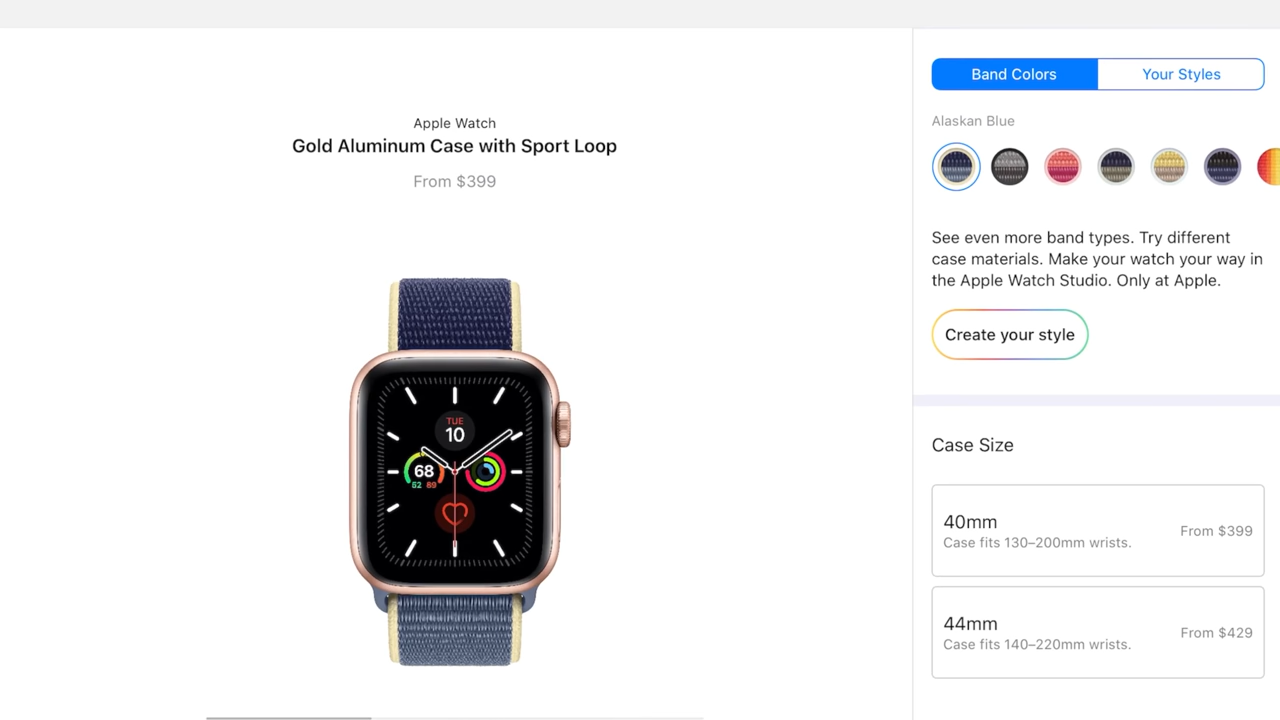 Apple Watch
Gold Aluminum Case with Sport Loop
From $399
TUE
10
68
52 89
Band Colors
Your Styles
Alaskan Blue
See even more band types. Try different
case materials. Make your watch your way in
the Apple Watch Studio. Only at Apple.
Create your style
Case Size
40mm
From $399
Case fits 130–200mm wrists.
44mm
From $429
Case fits 140–220mm wrists.